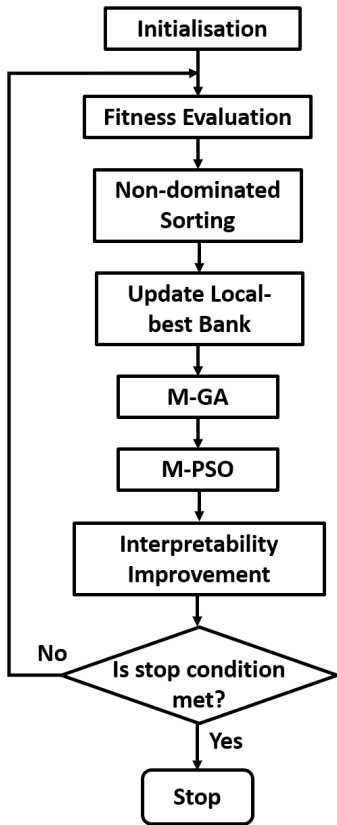 Initialisation
Fitness Evaluation
Non-dominated
Sorting
Update Local-
best Bank
M-GA
M-PSO
Interpretability
Improvement
No
Is stop condition
met?
Yes
Stop